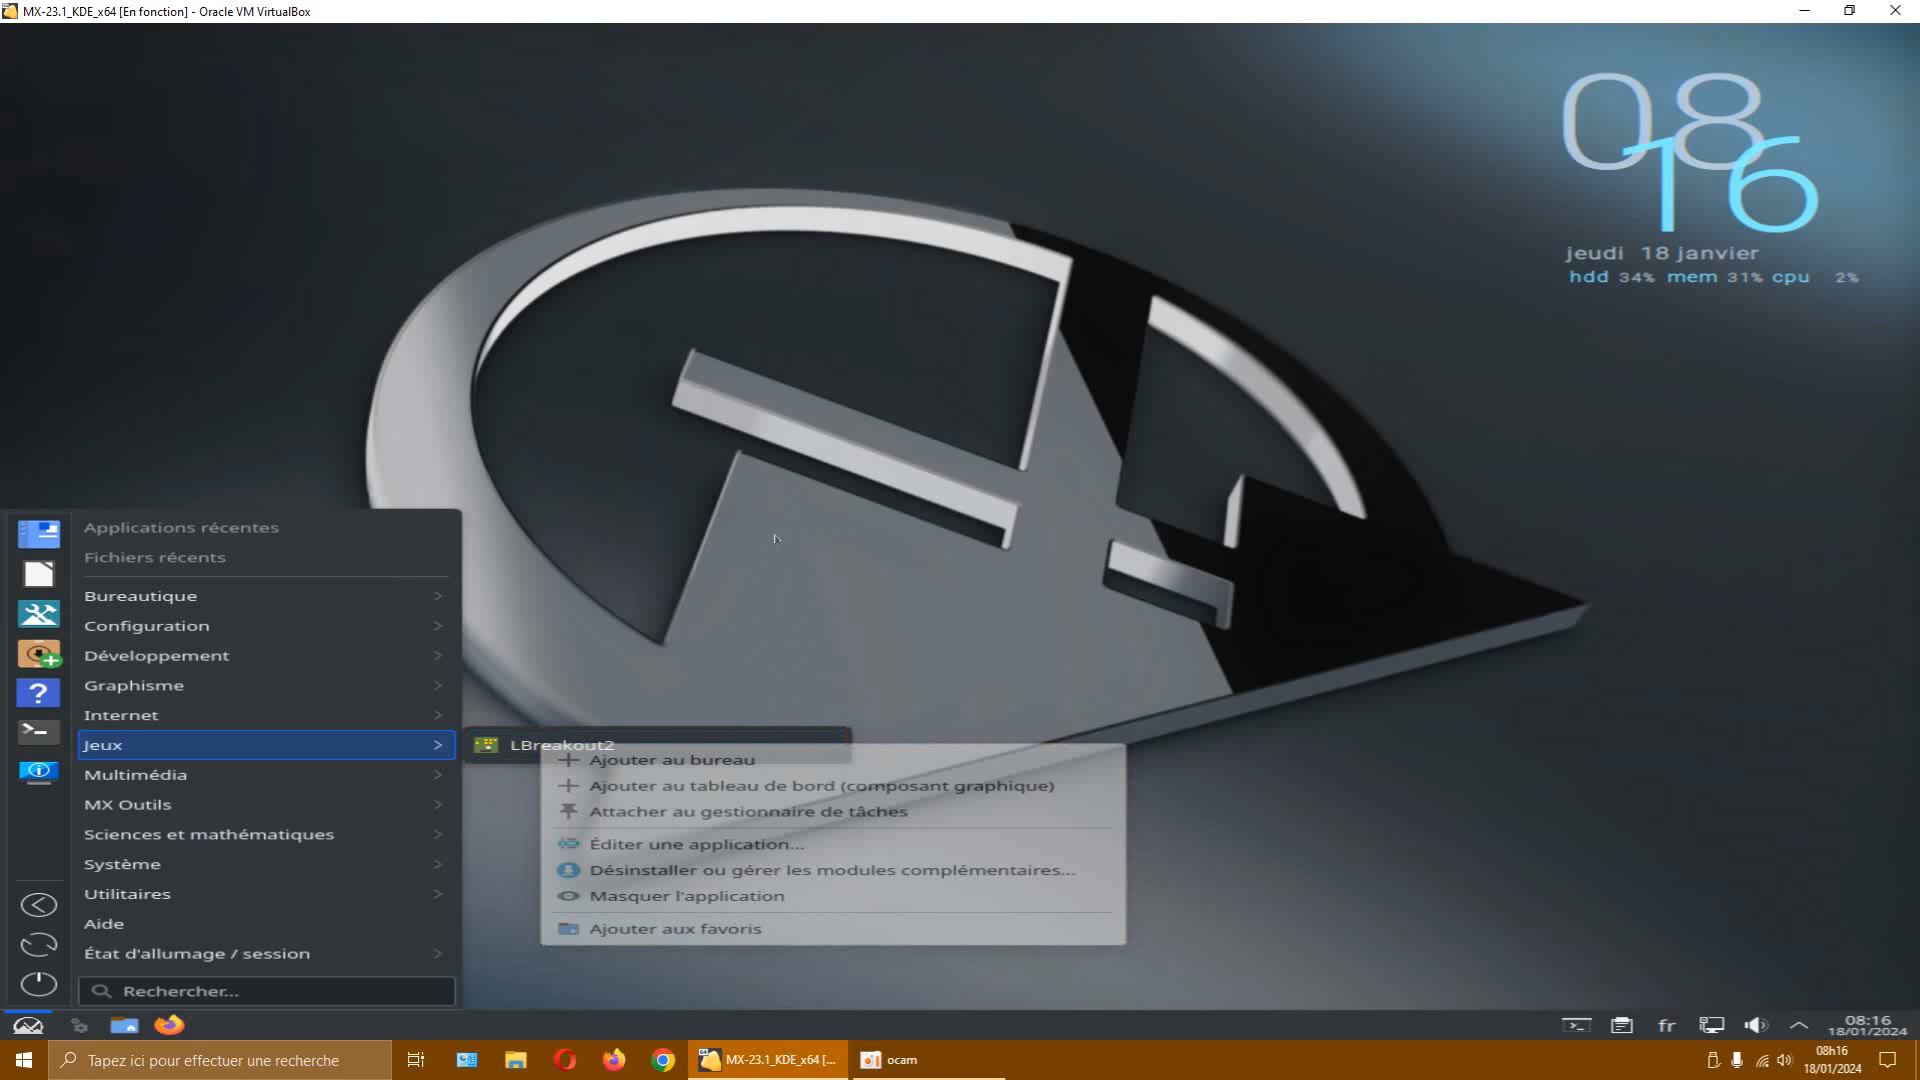 MX-23.1_KDE_x64 [En fonction] - Oracle VM VirtualBox
08
16
jeudi 18 janvier
hdd 34% mem 31% cpu 2%
Applications récentes
Fichiers récents
Bureautique
Configuration
Développement
Graphisme
Internet
Jeux
Multimédia
MX Outils
Sciences et mathématiques
Système
Utilitaires
Aide
État d'allumage / session
Rechercher...
LBreakout2
Ajouter au bureau
Ajouter au tableau de bord (composant graphique)
Attacher au gestionnaire de tâches
Éditer une application...
Désinstaller ou gérer les modules complémentaires...
Masquer l'application
Ajouter aux favoris
fr
08:16
18/01/2024
Tapez ici pour effectuer une recherche
MX-23.1_KDE_x64 [...
ocam
08h16
18/01/2024